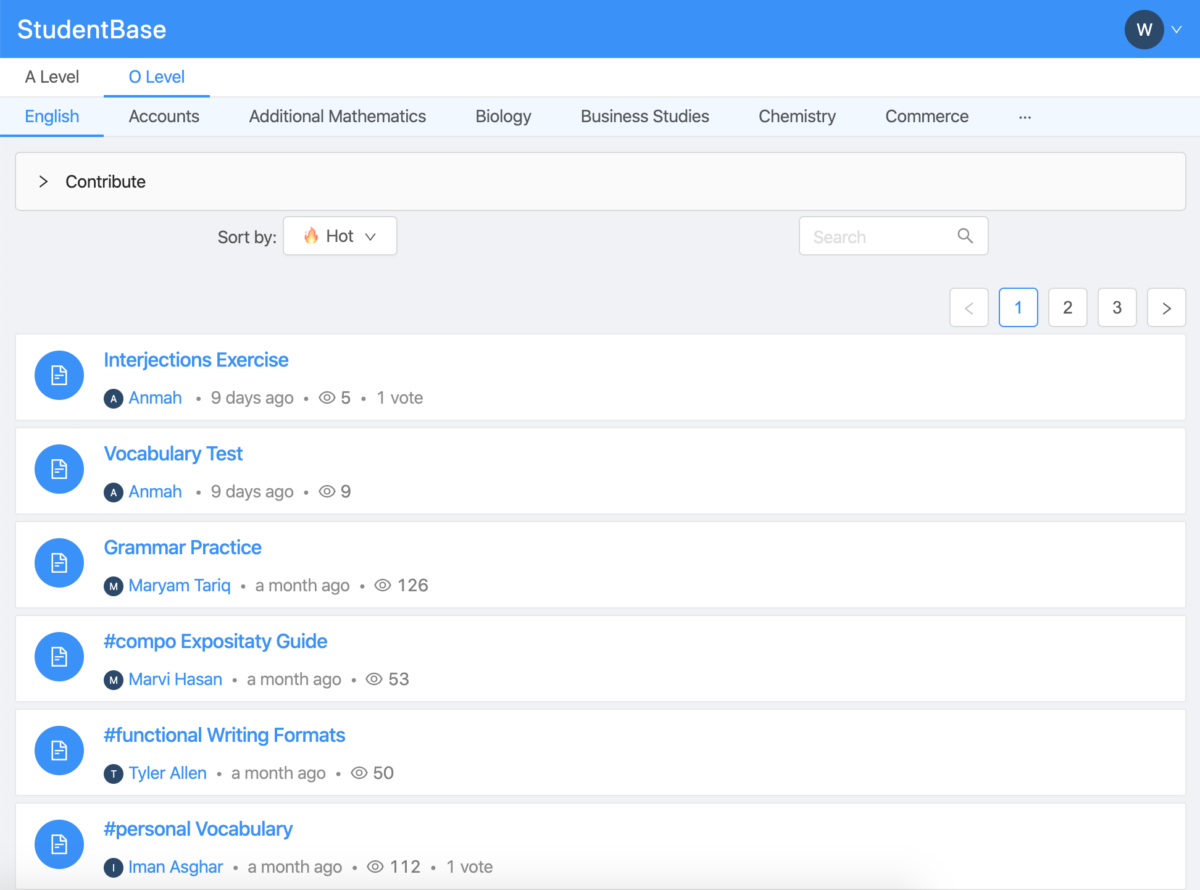 StudentBase
W
A Level O Level
English Accounts Additional Mathematics Biology Business Studies Chemistry Commerce ···
Contribute
Sort by: Hot Search
< 1 2 3 >
Interjections Exercise
A Anmah • 9 days ago • 5 • 1 vote
Vocabulary Test
A Anmah • 9 days ago • 9
Grammar Practice
M Maryam Tariq • a month ago • 126
#compo Expositaty Guide
M Marvi Hasan • a month ago • 53
#functional Writing Formats
T Tyler Allen • a month ago • 50
#personal Vocabulary
I Iman Asghar • a month ago • 112 • 1 vote